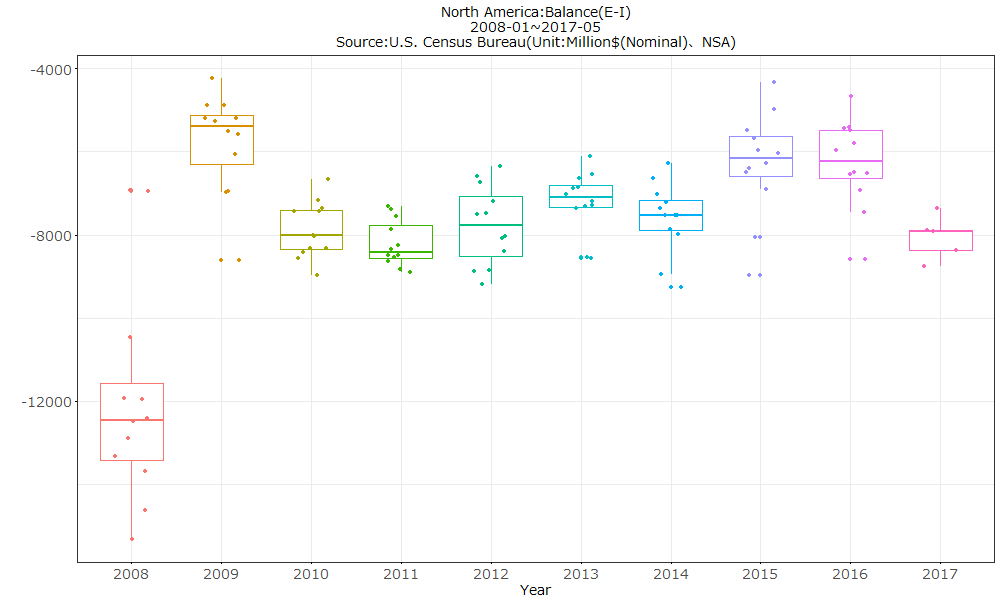 North America:Balance(E-I)
2008-01~2017-05
Source:U.S. Census Bureau(Unit:Million$(Nominal)、NSA)
-4000
-8000
-12000
2008 2009 2010 2011 2012 2013 2014 2015 2016 2017
Year